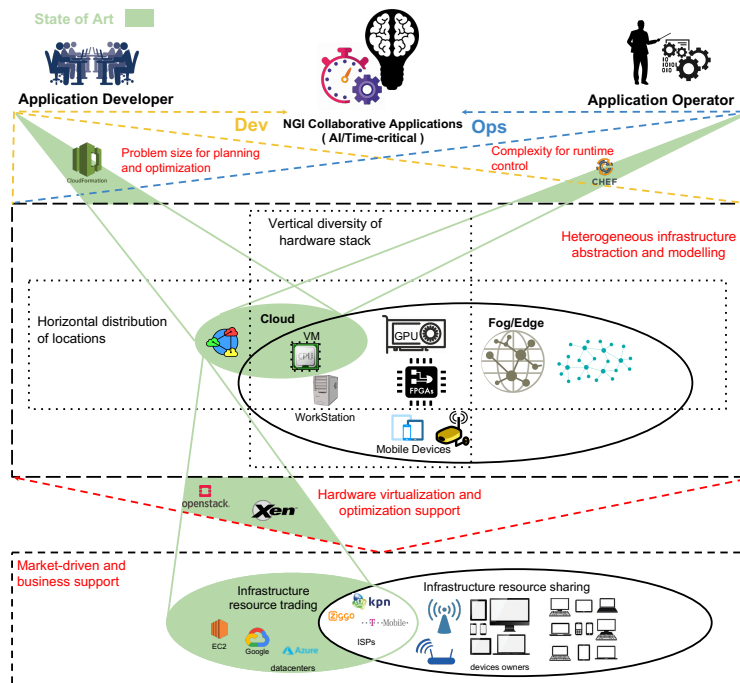 State of Art
Application Developer
NGI Collaborative Applications
( AI/Time-critical )
Application Operator
Dev
Ops
Problem size for planning
and optimization
CloudFormation
Complexity for runtime
control
CHEF
Vertical diversity of
hardware stack
Heterogeneous infrastructure
abstraction and modelling
Horizontal distribution
of locations
Cloud
VM
CPU
GPU
Fog/Edge
FPGAs
WorkStation
Mobile Devices
openstack.
Xen
Hardware virtualization and
optimization support
Market-driven and
business support
Infrastructure
resource trading
Infrastructure resource sharing
kpn
Ziggo
T Mobile
ISPs
EC2
Google
Azure
datacenters
devices owners